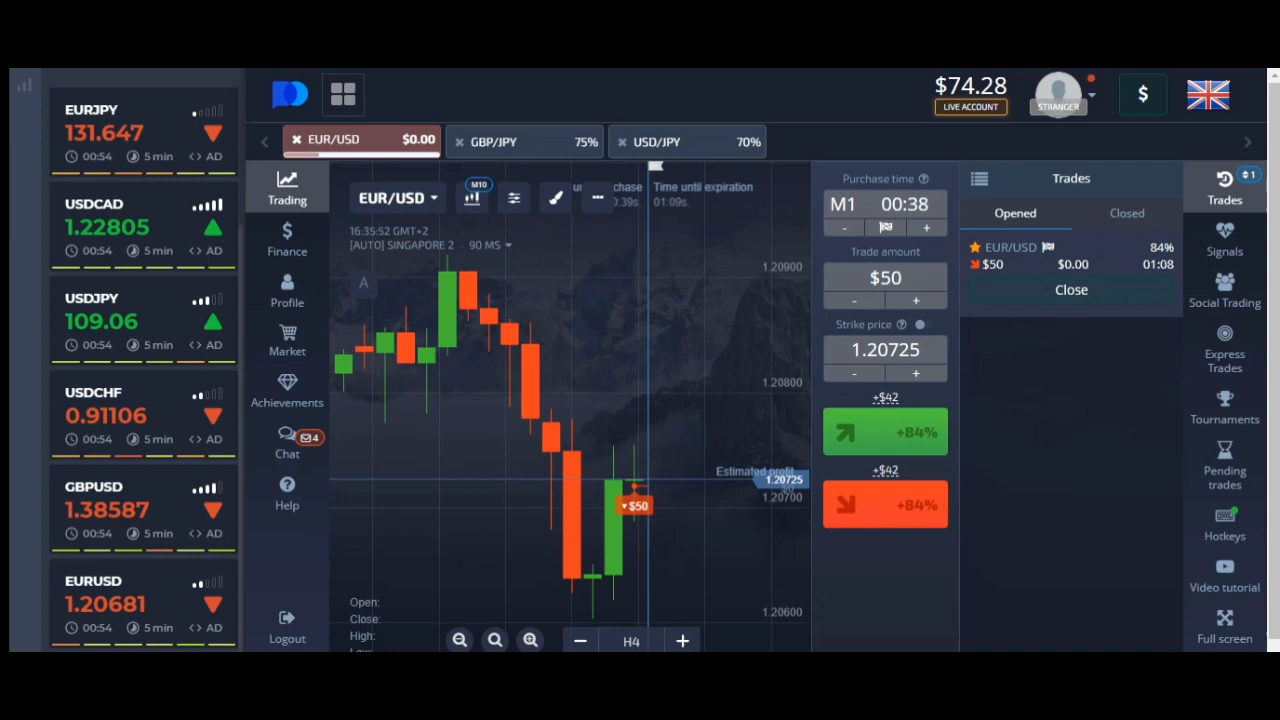 EURJPY
131.647
00:54 5 min AD
USDCAD
1.22805
00:54 5 min AD
USDJPY
109.06
00:54 5 min AD
USDCHF
0.91106
00:54 5 min AD
GBPUSD
1.38587
00:54 5 min AD
EURUSD
1.20681
00:54 5 min AD
$74.28
LIVE ACCOUNT
STRANGER
$
EUR/USD $0.00
GBP/JPY 75%
USD/JPY 70%
Trading
Finance
Profile
Market
Achievements
4
Chat
Help
Logout
EUR/USD
M10
Time until expiration
01:09s.
16:35:52 GMT+2
[AUTO] SINGAPORE 2 - 90 MS
A
1.20900
1.20800
Estimated profit
1.20725
1.20700
$50
1.20600
Open:
Close:
High:
H4
Purchase time
M1 00:38
- +
Trade amount
$50
- +
Strike price
1.20725
- +
+$42
+84%
+$42
+84%
Trades
Opened Closed
EUR/USD 84%
$50 $0.00 01:08
Close
1
Trades
Signals
Social Trading
Express
Trades
Tournaments
Pending
trades
Hotkeys
Video tutorial
Full screen